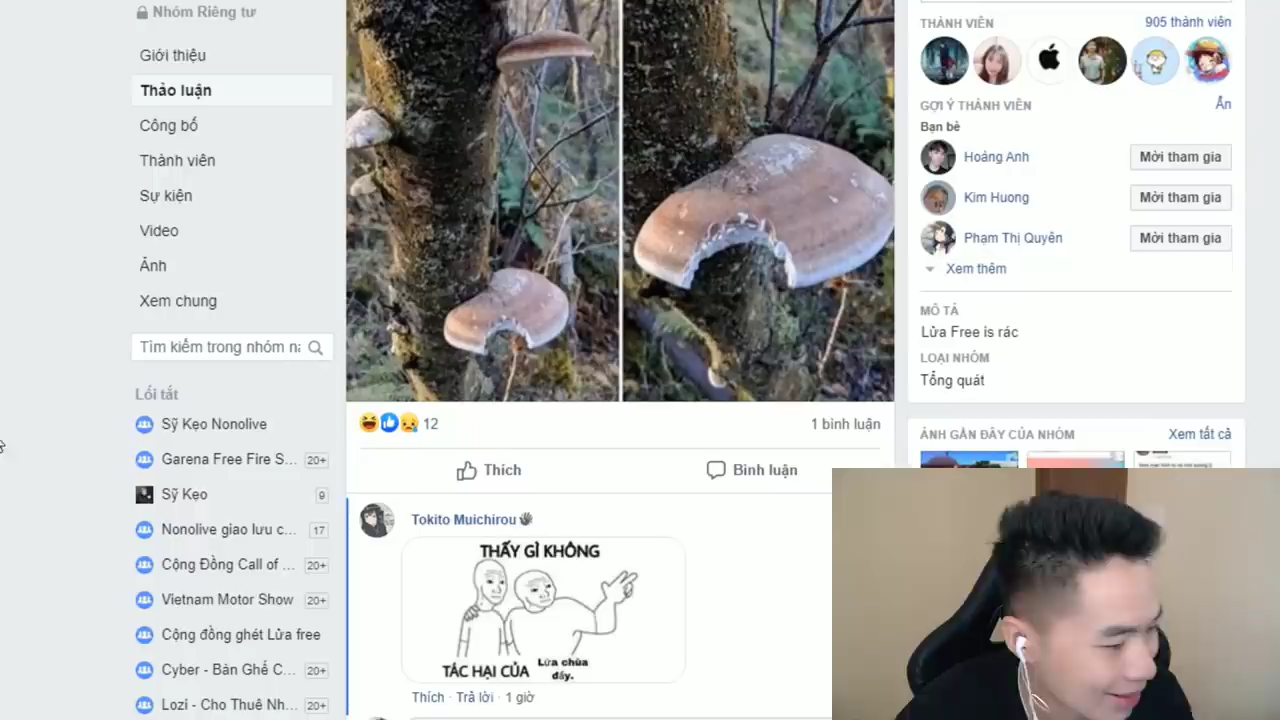 Nhóm Riêng tư
Giới thiệu
Thảo luận
Công bố
Thành viên
Sự kiện
Video
Ảnh
Xem chung
Tìm kiếm trong nhóm nà
Lối tắt
Sỹ Kẹo Nonolive
Garena Free Fire S... 20+
Sỹ Kẹo 9
Nonolive giao lưu c... 17
Cộng Đồng Call of ... 20+
Vietnam Motor Show 20+
Cộng đồng ghét Lửa free
Cyber - Bàn Ghế C... 20+
Lozi - Cho Thuê Nh... 20+
12
1 bình luận
Thích
Bình luận
Tokito Muichirou
THẤY GÌ KHÔNG
TÁC HẠI CỦA Lửa chùa
đấy.
Thích · Trả lời · 1 giờ
THÀNH VIÊN
905 thành viên
GỢI Ý THÀNH VIÊN
Ẩn
Bạn bè
Hoàng Anh
Mời tham gia
Kim Huong
Mời tham gia
Phạm Thị Quyên
Mời tham gia
Xem thêm
MÔ TẢ
Lửa Free is rác
LOẠI NHÓM
Tổng quát
ẢNH GẦN ĐÂY CỦA NHÓM
Xem tất cả